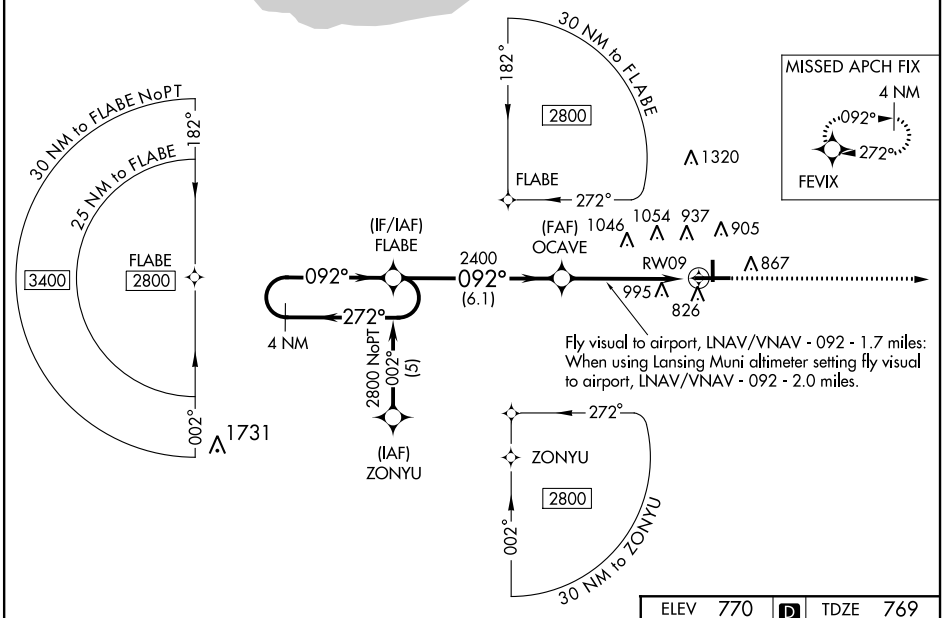 30 NM to FLABE NoPT
182°
25 NM to FLABE
FLABE
3400
2800
002°
1731
30 NM to FLABE
182°
2800
FLABE
272°
1320
MISSED APCH FIX
4 NM
092°
272°
FEVIX
(IF/IAF)
FLABE
092°
272°
4 NM
2400
092°
(6.1)
(FAF)
OCAVE
1046
1054
937
905
RW09
867
995
826
2800 NoPT
002°
(5)
(IAF)
ZONYU
Fly visual to airport, LNAV/VNAV - 092 - 1.7 miles:
When using Lansing Muni altimeter setting fly visual
to airport, LNAV/VNAV - 092 - 2.0 miles.
272°
ZONYU
2800
002°
30 NM to ZONYU
ELEV 770 D TDZE 769